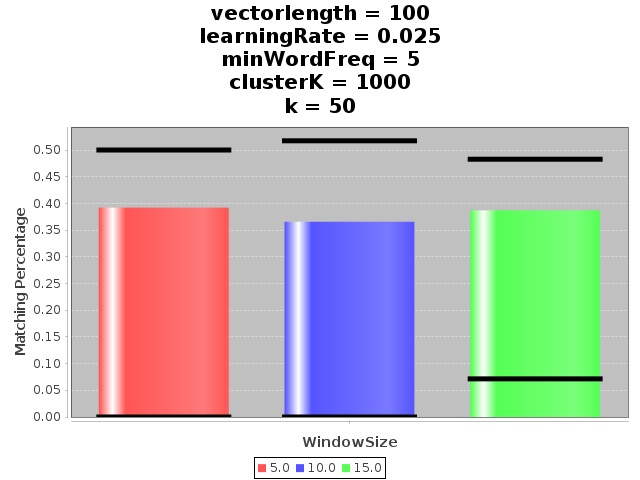 vectorlength = 100
learningRate = 0.025
minWordFreq = 5
clusterK = 1000
k = 50
0.50
0.45
0.40
0.35
0.30
0.25
0.20
0.15
0.10
0.05
0.00
Matching Percentage
WindowSize
5.0 10.0 15.0